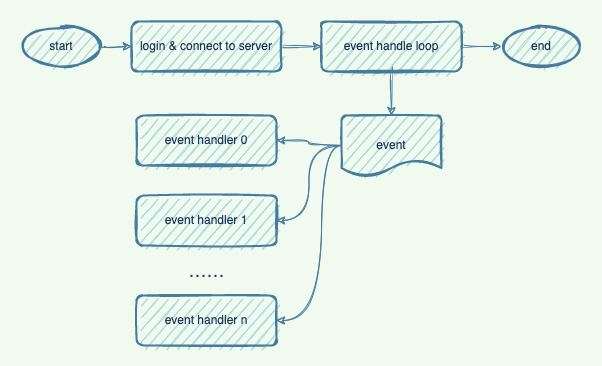 start
login & connect to server
event handle loop
end
event handler 0
event
event handler 1
......
event handler n